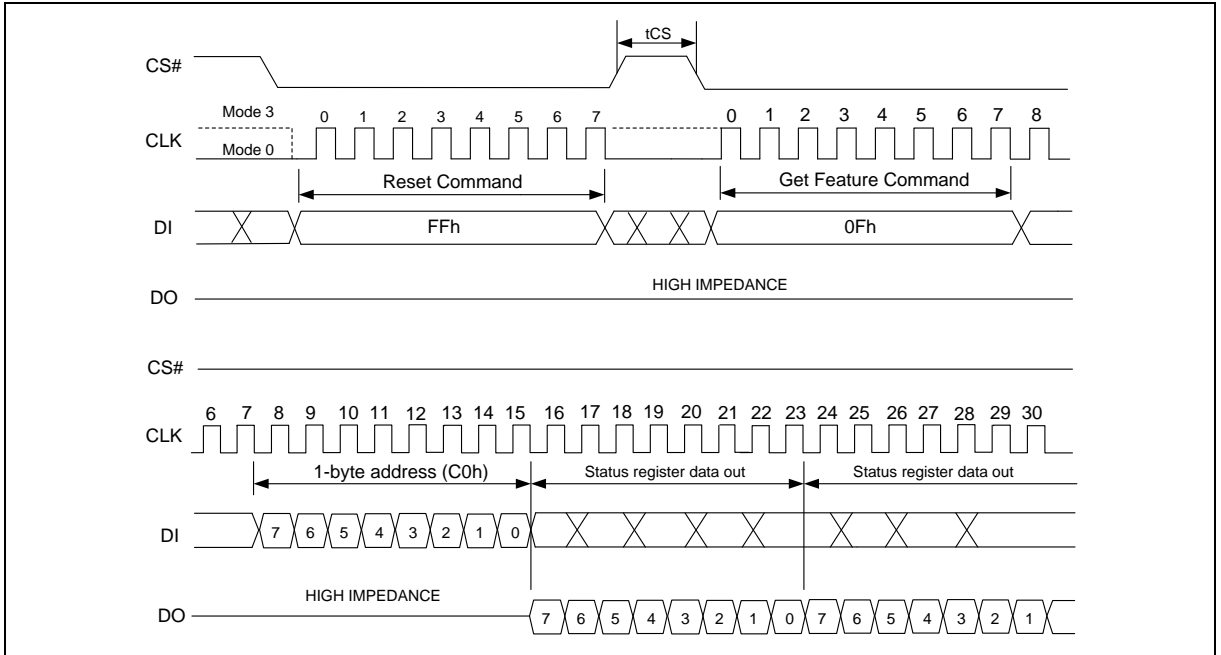 tCS
CS#
Mode 3
0 1 2 3 4 5 6 7
0 1 2 3 4 5 6 7 8
CLK
Mode 0
Reset Command
Get Feature Command
DI
FFh
0Fh
HIGH IMPEDANCE
DO
CS#
6 7 8 9 10 11 12 13 14 15 16 17 18 19 20 21 22 23 24 25 26 27 28 29 30
CLK
1-byte address (C0h)
Status register data out
Status register data out
DI
7 6 5 4 3 2 1 0
HIGH IMPEDANCE
DO
7 6 5 4 3 2 1 0 7 6 5 4 3 2 1